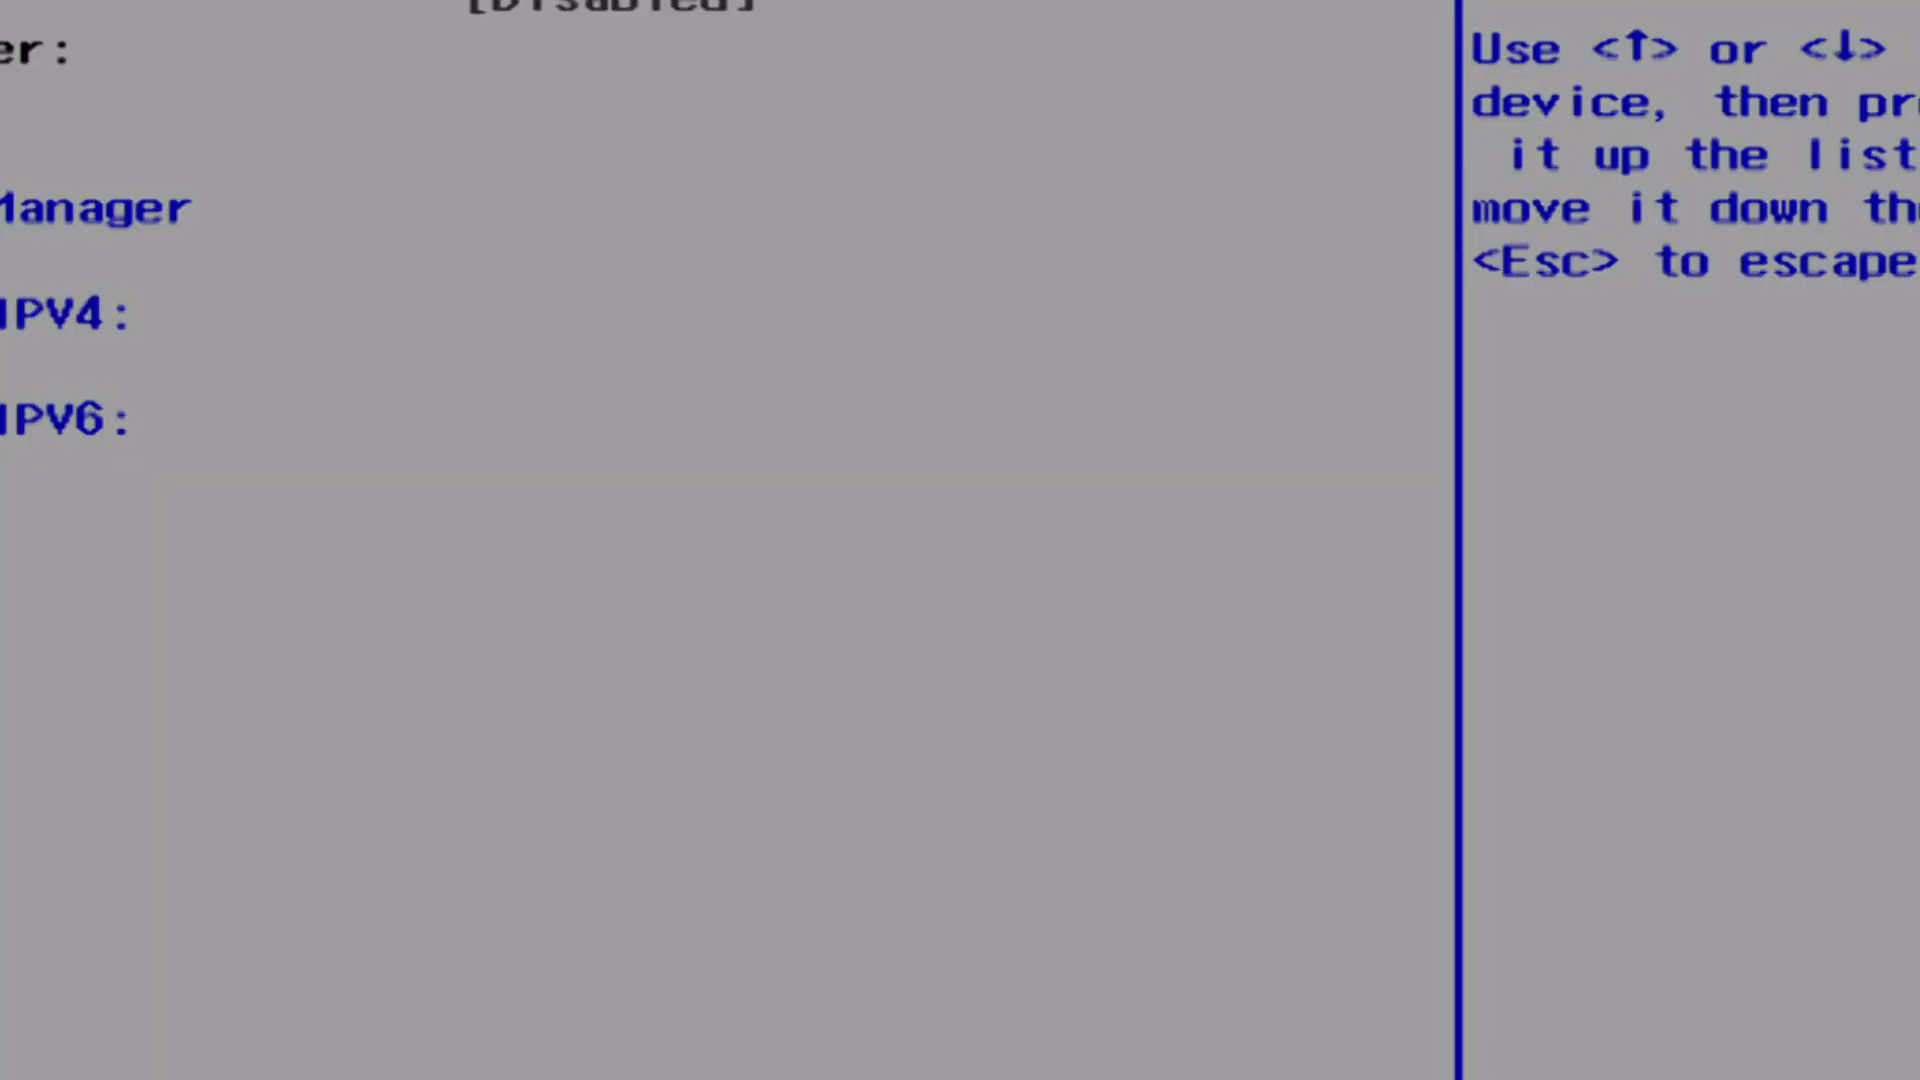 [Disabled]
er:
Manager
IPV4:
IPV6:
Use <↑> or <↓>
device, then pr
it up the list
move it down th
<Esc> to escape